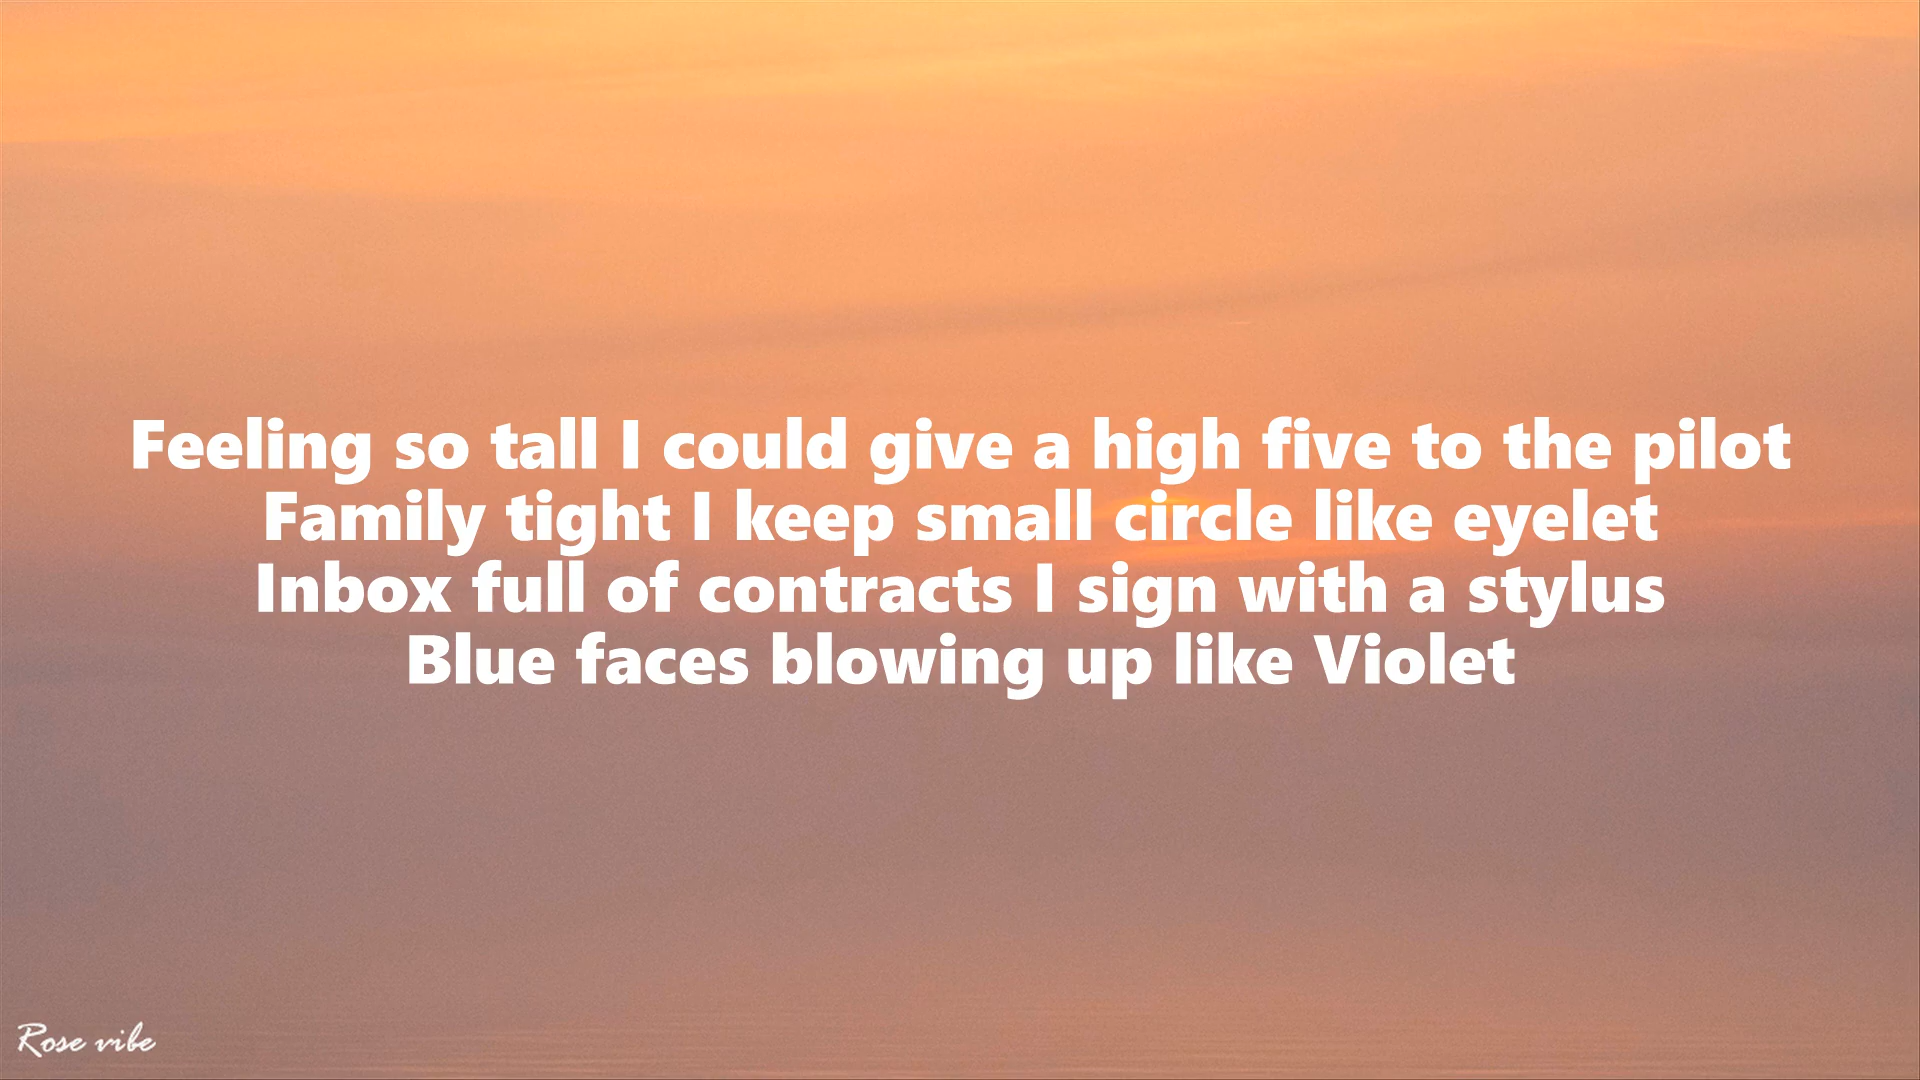 Feeling so tall I could give a high five to the pilot
Family tight I keep small circle like eyelet
Inbox full of contracts I sign with a stylus
Blue faces blowing up like Violet
Rose vibe